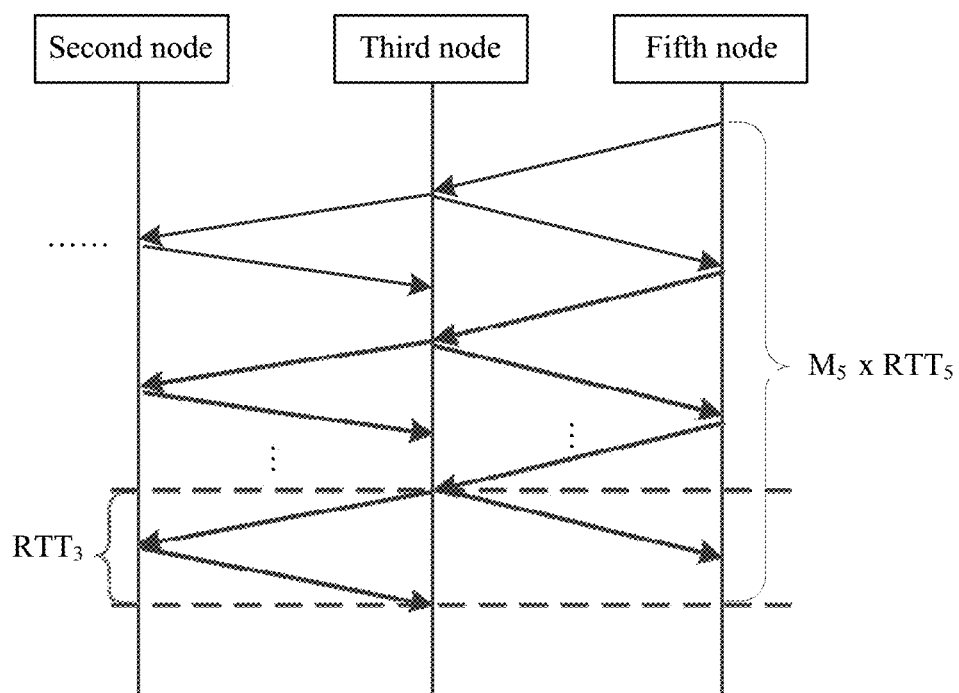 Second node
Third node
Fifth node
......
M₅ x RTT₅
RTT₃